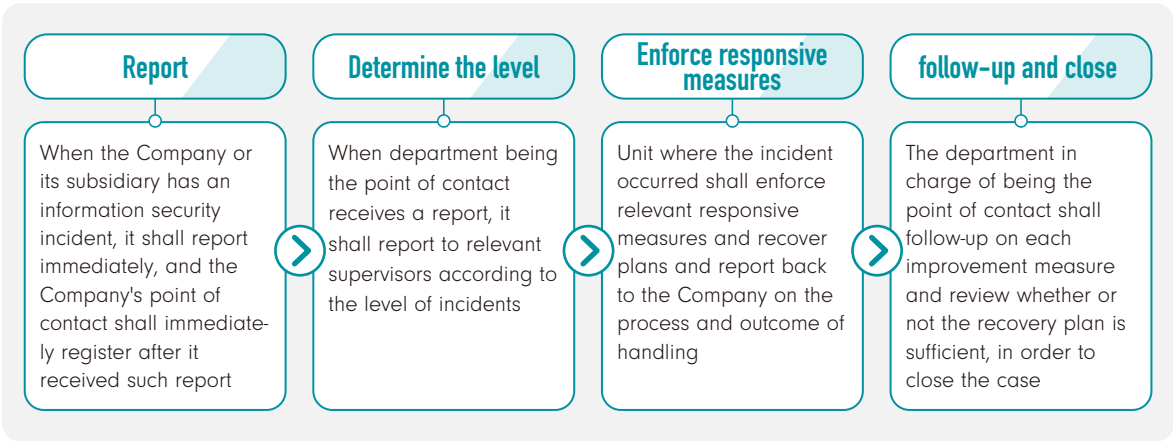 Report
When the Company or
its subsidiary has an
information security
incident, it shall report
immediately, and the
Company's point of
contact shall immediate-
ly register after it
received such report
Determine the level
When department being
the point of contact
receives a report, it
shall report to relevant
supervisors according to
the level of incidents
Enforce responsive
measures
Unit where the incident
occurred shall enforce
relevant responsive
measures and recover
plans and report back
to the Company on the
process and outcome of
handling
follow-up and close
The department in
charge of being the
point of contact shall
follow-up on each
improvement measure
and review whether or
not the recovery plan is
sufficient, in order to
close the case